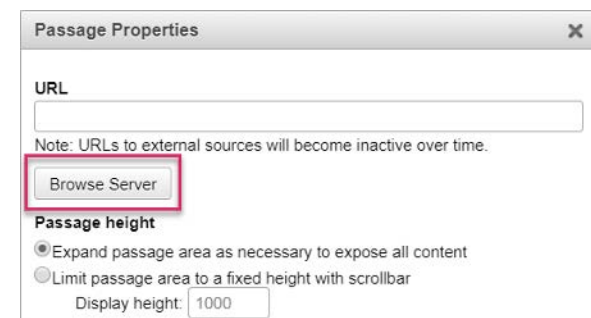 Passage Properties
URL
Note: URLs to external sources will become inactive over time.
Browse Server
Passage height
Expand passage area as necessary to expose all content
Limit passage area to a fixed height with scrollbar
Display height: 1000